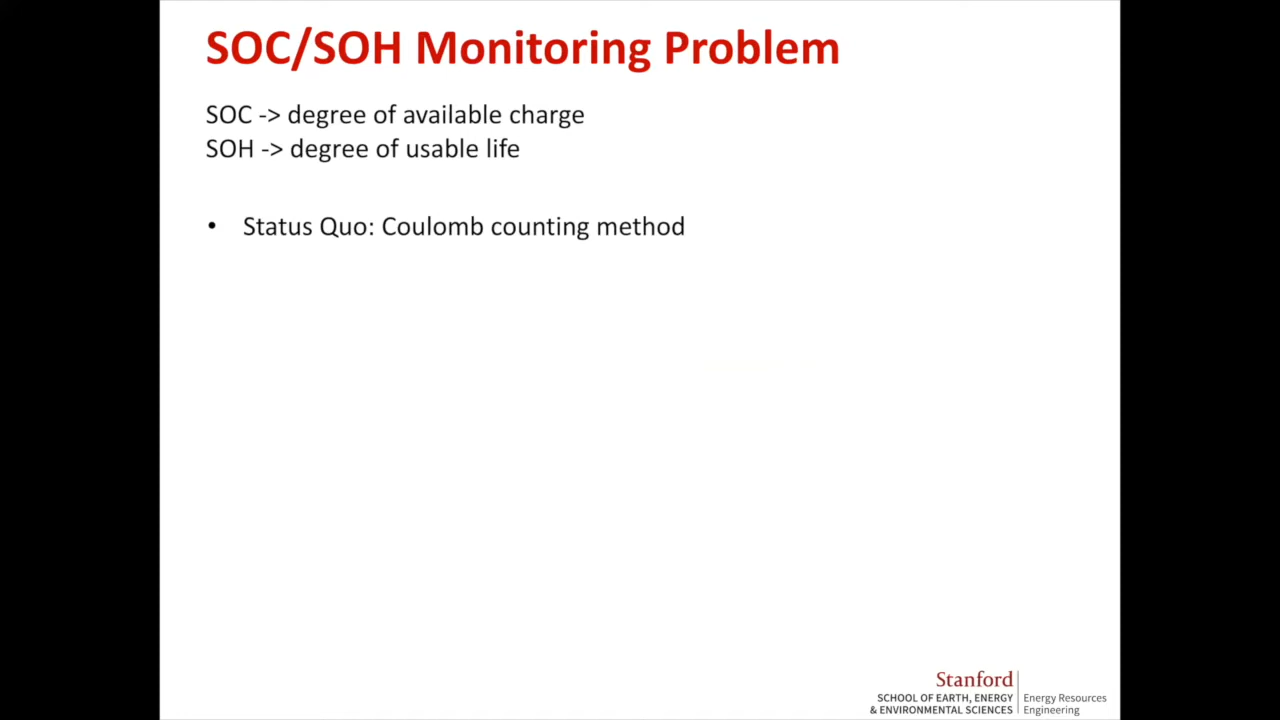 SOC/SOH Monitoring Problem
SOC -> degree of available charge
SOH -> degree of usable life
• Status Quo: Coulomb counting method
Stanford
SCHOOL OF EARTH, ENERGY
& ENVIRONMENTAL SCIENCES
Energy Resources
Engineering